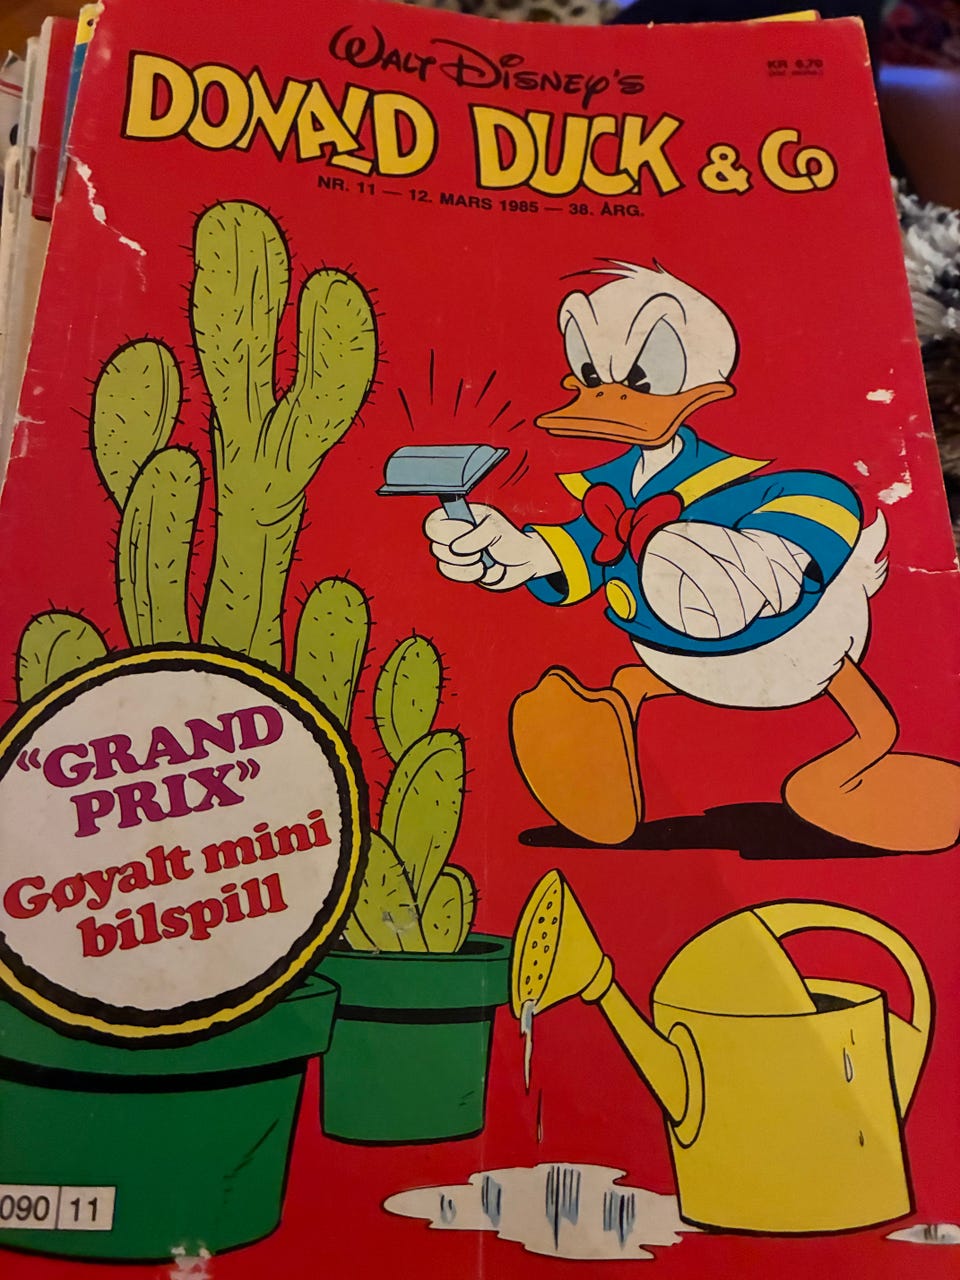 Walt Disney's
DONALD DUCK & Co
KR 6,70
NR. 11 — 12. MARS 1985 — 38. ÅRG.
«GRAND
PRIX»
Gøyalt mini
bilspill
090 11